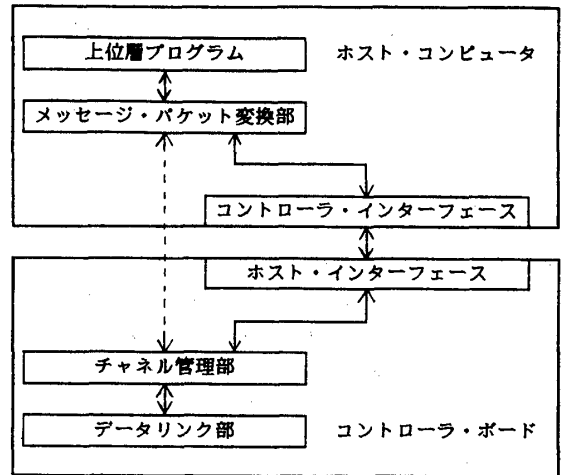 上位層プログラム
ホスト・コンピュータ
メッセージ・パケット変換部
コントローラ・インターフェース
ホスト・インターフェース
チャネル管理部
データリンク部
コントローラ・ボード